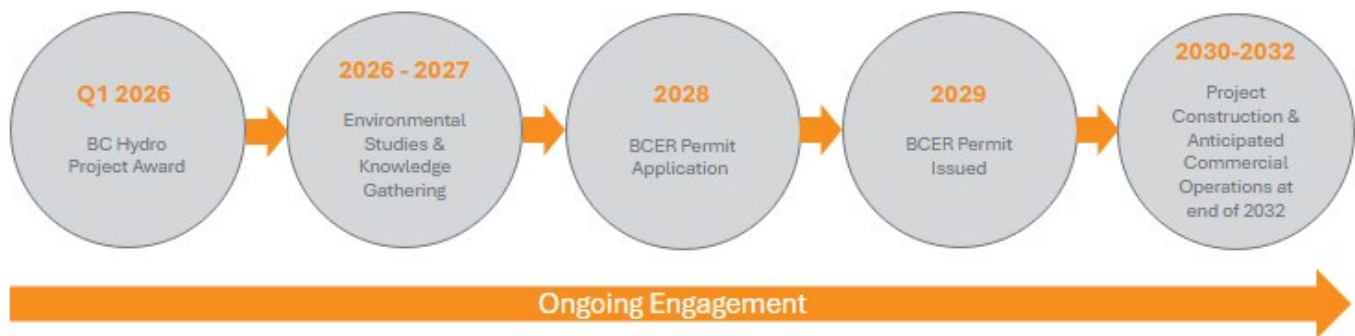 Q1 2026
BC Hydro
Project Award
2026 - 2027
Environmental
Studies &
Knowledge
Gathering
2028
BCER Permit
Application
2029
BCER Permit
Issued
2030-2032
Project
Construction &
Anticipated
Commercial
Operations at
end of 2032
Ongoing Engagement